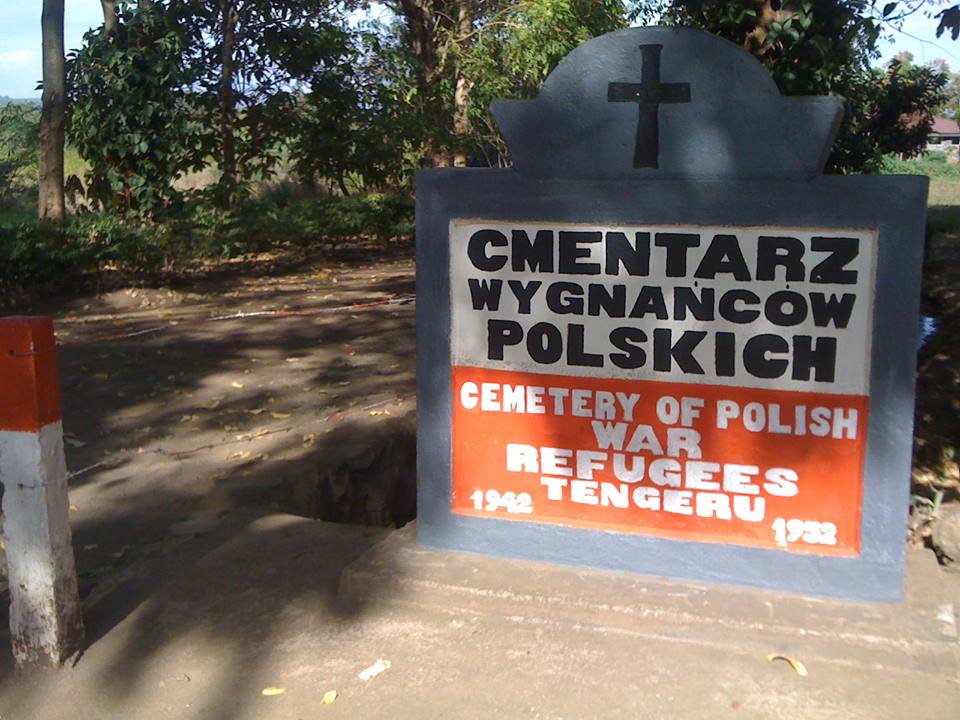 CMENTARZ
WYGNAŃCÓW
POLSKICH
CEMETERY OF POLISH
WAR
REFUGEES
TENGERU
1942 1952